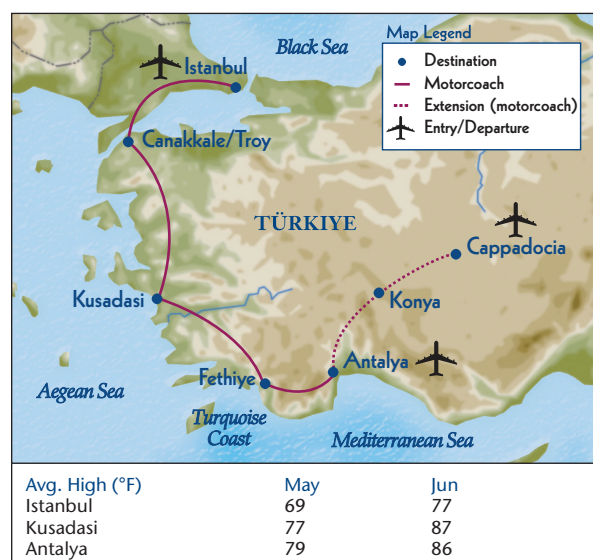 Black Sea
Map Legend
Destination
Motorcoach
Extension (motorcoach)
Entry/Departure
Istanbul
Canakkale/Troy
TÜRKIYE
Cappadocia
Kusadasi
Konya
Antalya
Fethiye
Aegean Sea
Turquoise
Coast
Mediterranean Sea
Avg. High (°F) May Jun
Istanbul 69 77
Kusadasi 77 87
Antalya 79 86